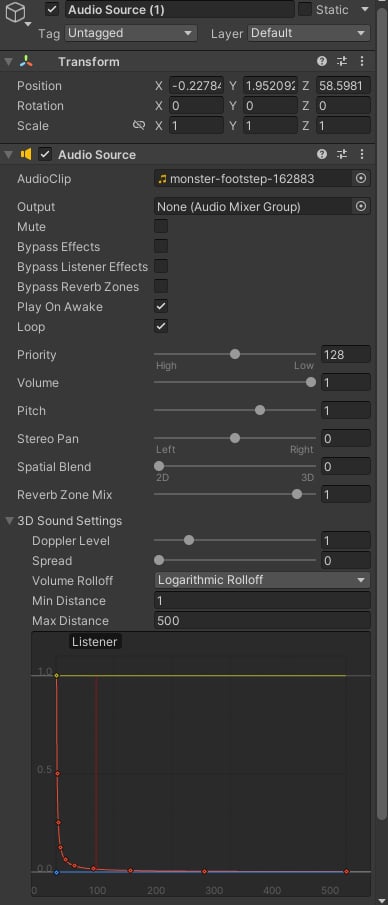 Audio Source (1) Static
Tag Untagged Layer Default
Transform
Position X -0.22784 Y 1.952092 Z 58.5981
Rotation X 0 Y 0 Z 0
Scale X 1 Y 1 Z 1
Audio Source
AudioClip monster-footstep-162883
Output None (Audio Mixer Group)
Mute
Bypass Effects
Bypass Listener Effects
Bypass Reverb Zones
Play On Awake
Loop
Priority 128
High Low
Volume 1
Pitch 1
Stereo Pan 0
Left Right
Spatial Blend 0
2D 3D
Reverb Zone Mix 1
3D Sound Settings
Doppler Level 1
Spread 0
Volume Rolloff Logarithmic Rolloff
Min Distance 1
Max Distance 500
Listener
1.0
0.5
0.0
0 100 200 300 400 500